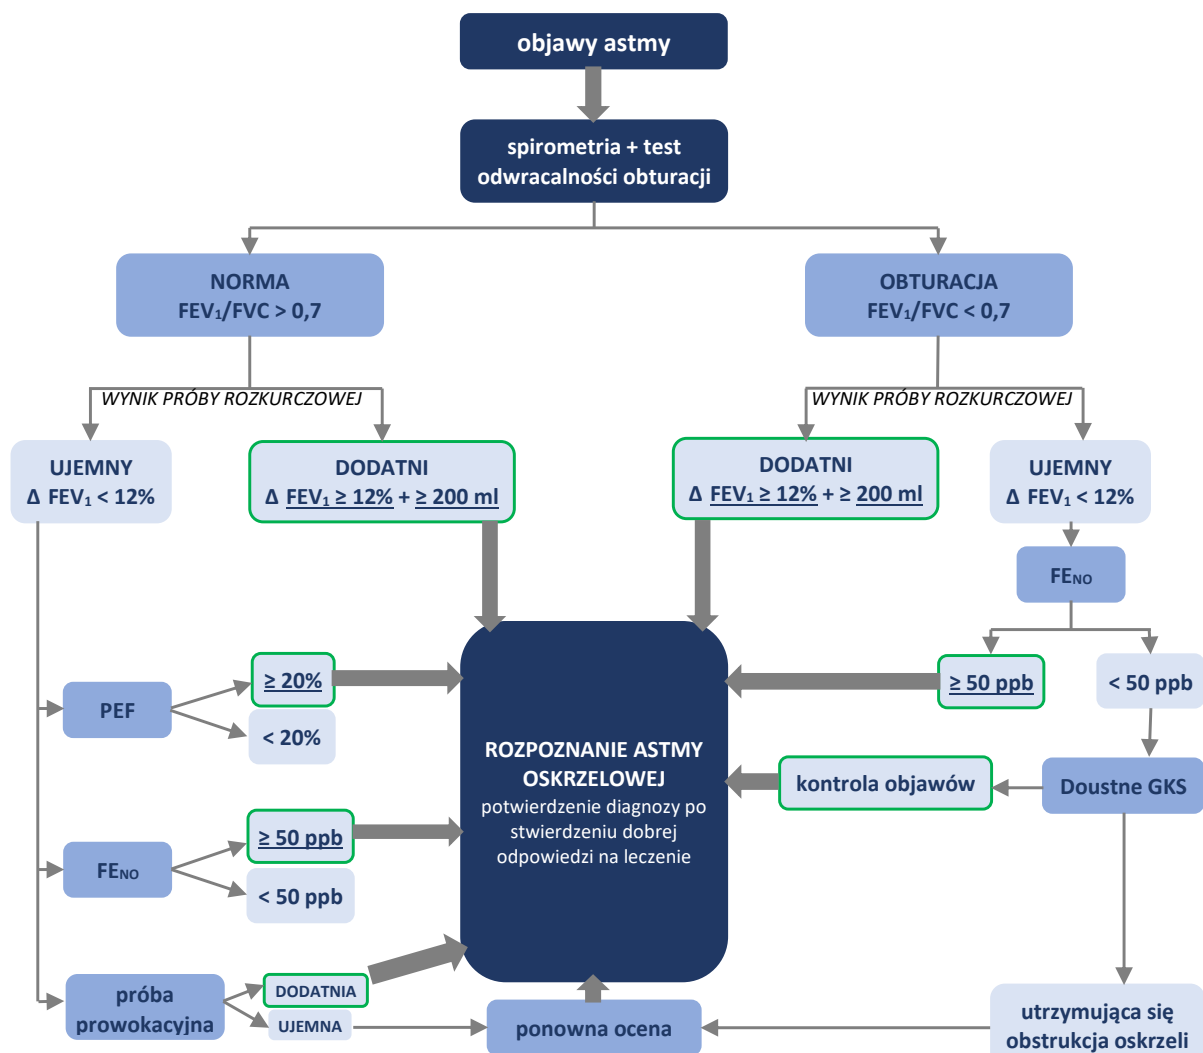 objawy astmy
spirometria + test
odwracalności obturacji
NORMA
FEV₁/FVC > 0,7
OBTURACJA
FEV₁/FVC < 0,7
WYNIK PRÓBY ROZKURCZOWEJ
WYNIK PRÓBY ROZKURCZOWEJ
UJEMNY
Δ FEV₁ < 12%
DODATNI
Δ FEV₁ ≥ 12% + ≥ 200 ml
DODATNI
Δ FEV₁ ≥ 12% + ≥ 200 ml
UJEMNY
Δ FEV₁ < 12%
FENO
≥ 50 ppb
< 50 ppb
PEF
≥ 20%
< 20%
ROZPOZNANIE ASTMY
OSKRZELOWEJ
potwierdzenie diagnozy po
stwierdzeniu dobrej
odpowiedzi na leczenie
kontrola objawów
Doustne GKS
FENO
≥ 50 ppb
< 50 ppb
próba
prowokacyjna
DODATNIA
UJEMNA
ponowna ocena
utrzymująca się
obstrukcja oskrzeli